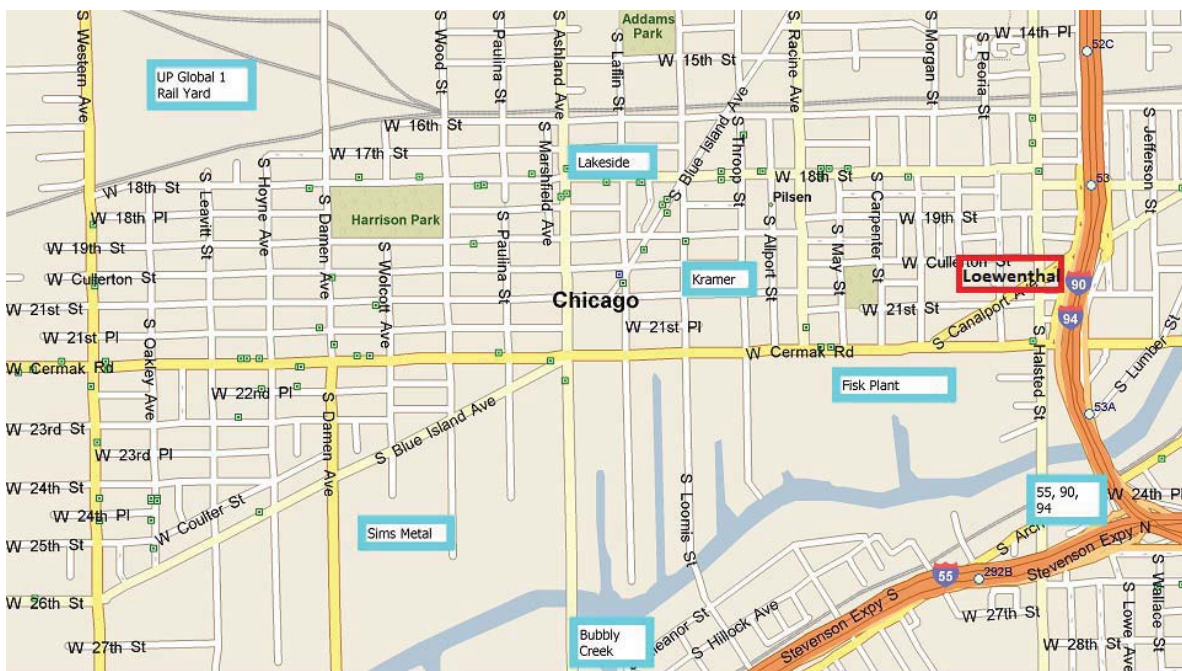 Addams
Park
S Western Ave
S Wood St
S Paulina St
S Ashland Ave
S Laflin St
W 15th St
S Blue Island Ave
S Racine Ave
S Morgan St
S Peoria St
W 14th Pl
52C
UP Global 1
Rail Yard
W 16th St
W 17th St
S Marshfield Ave
S Throop St
S Jefferson St
Lakeside
W 18th St
W 18th St
53
W 18th Pl
S Leavitt St
S Hoyne Ave
S Damen Ave
Harrison Park
Pilsen
S Carpenter St
W 19th St
W 19th St
S Wolcott Ave
S Paulina St
S Allport St
S May St
W Cullerton St
W Cullerton St
Kramer
Loewenthal
90
Chicago
W 21st St
W 21st St
W 21st Pl
W 21st Pl
94
S Canalport Ave
S Oakley Ave
S Halsted St
S Lumber St
W Cermak Rd
W Cermak Rd
Fisk Plant
W 22nd Pl
S Damen Ave
S Blue Island Ave
53A
W 23rd St
W 23rd Pl
W 24th St
W 24th Pl
W 24th Pl
55, 90,
94
W Coulter St
S Loomis St
Sims Metal
W 25th St
S Arc
Stevenson Expy N
55
292B
W 26th St
Stevenson Expy S
W 27th St
W 27th St
Bubbly
Creek
eanor St
S Hillock Ave
W 28th St
S Lowe Ave
S Wallace St